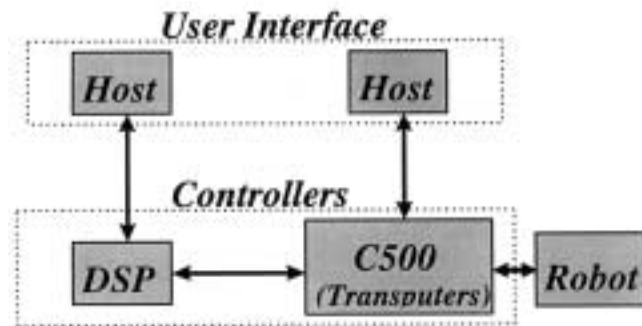 User Interface
Host
Host
Controllers
DSP
C500
(Transputers)
Robot